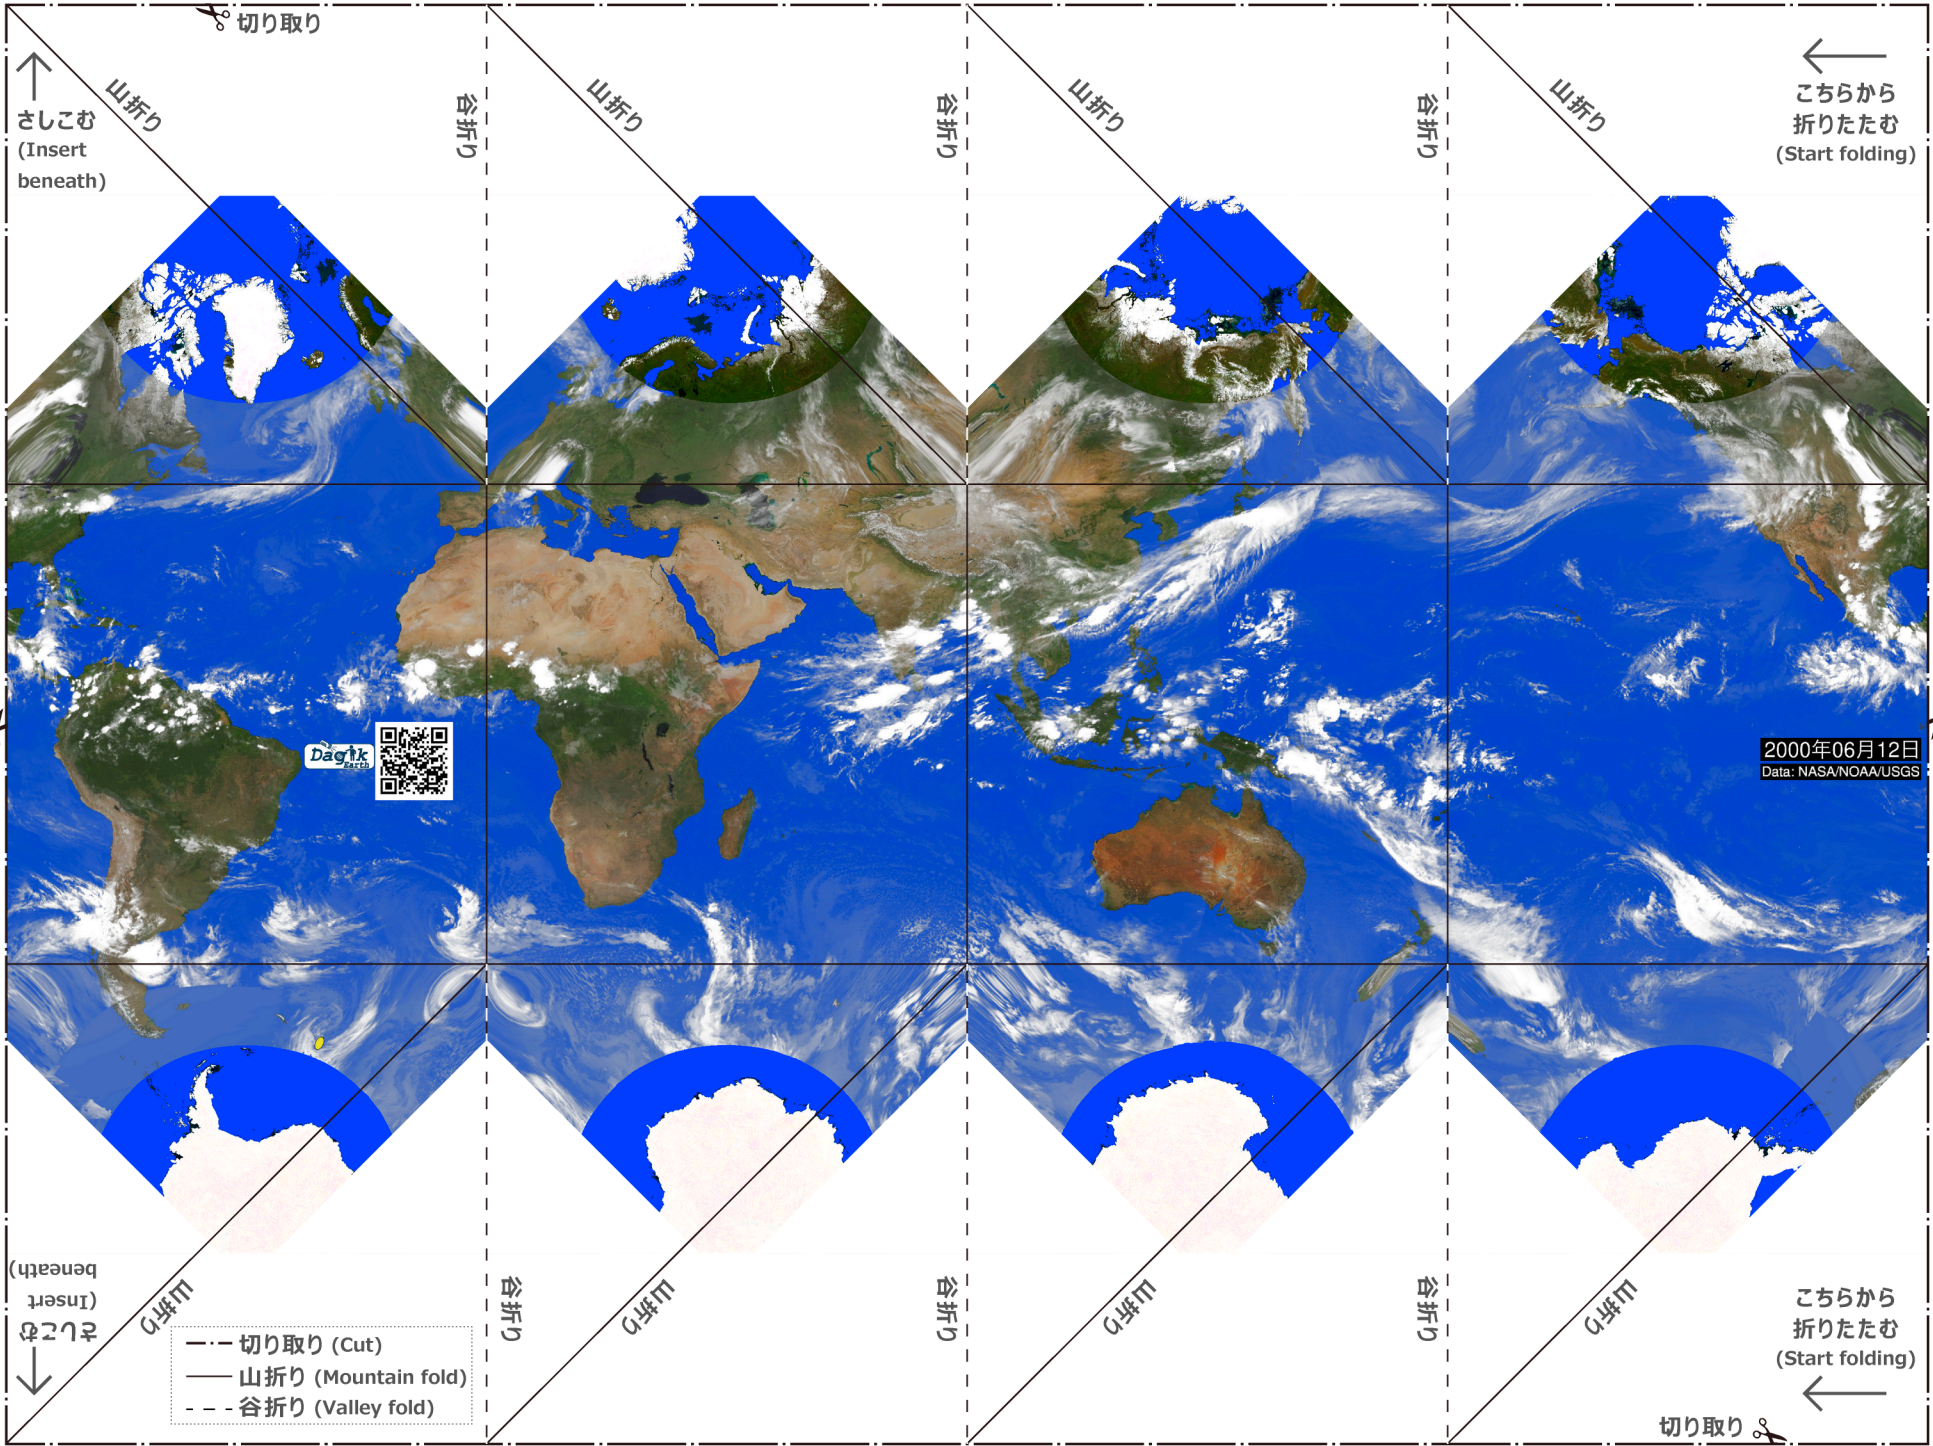 切り取り
山折り
谷折り
山折り
谷折り
山折り
谷折り
山折り
さしこむ
(Insert
beneath)
こちらから
折りたたむ
(Start folding)
Dagik
Earth
2000年06月12日
Data: NASA/NOAA/USGS
さしこむ
(Insert
beneath)
山折り
谷折り
山折り
谷折り
山折り
谷折り
山折り
こちらから
折りたたむ
(Start folding)
切り取り (Cut)
山折り (Mountain fold)
谷折り (Valley fold)
切り取り